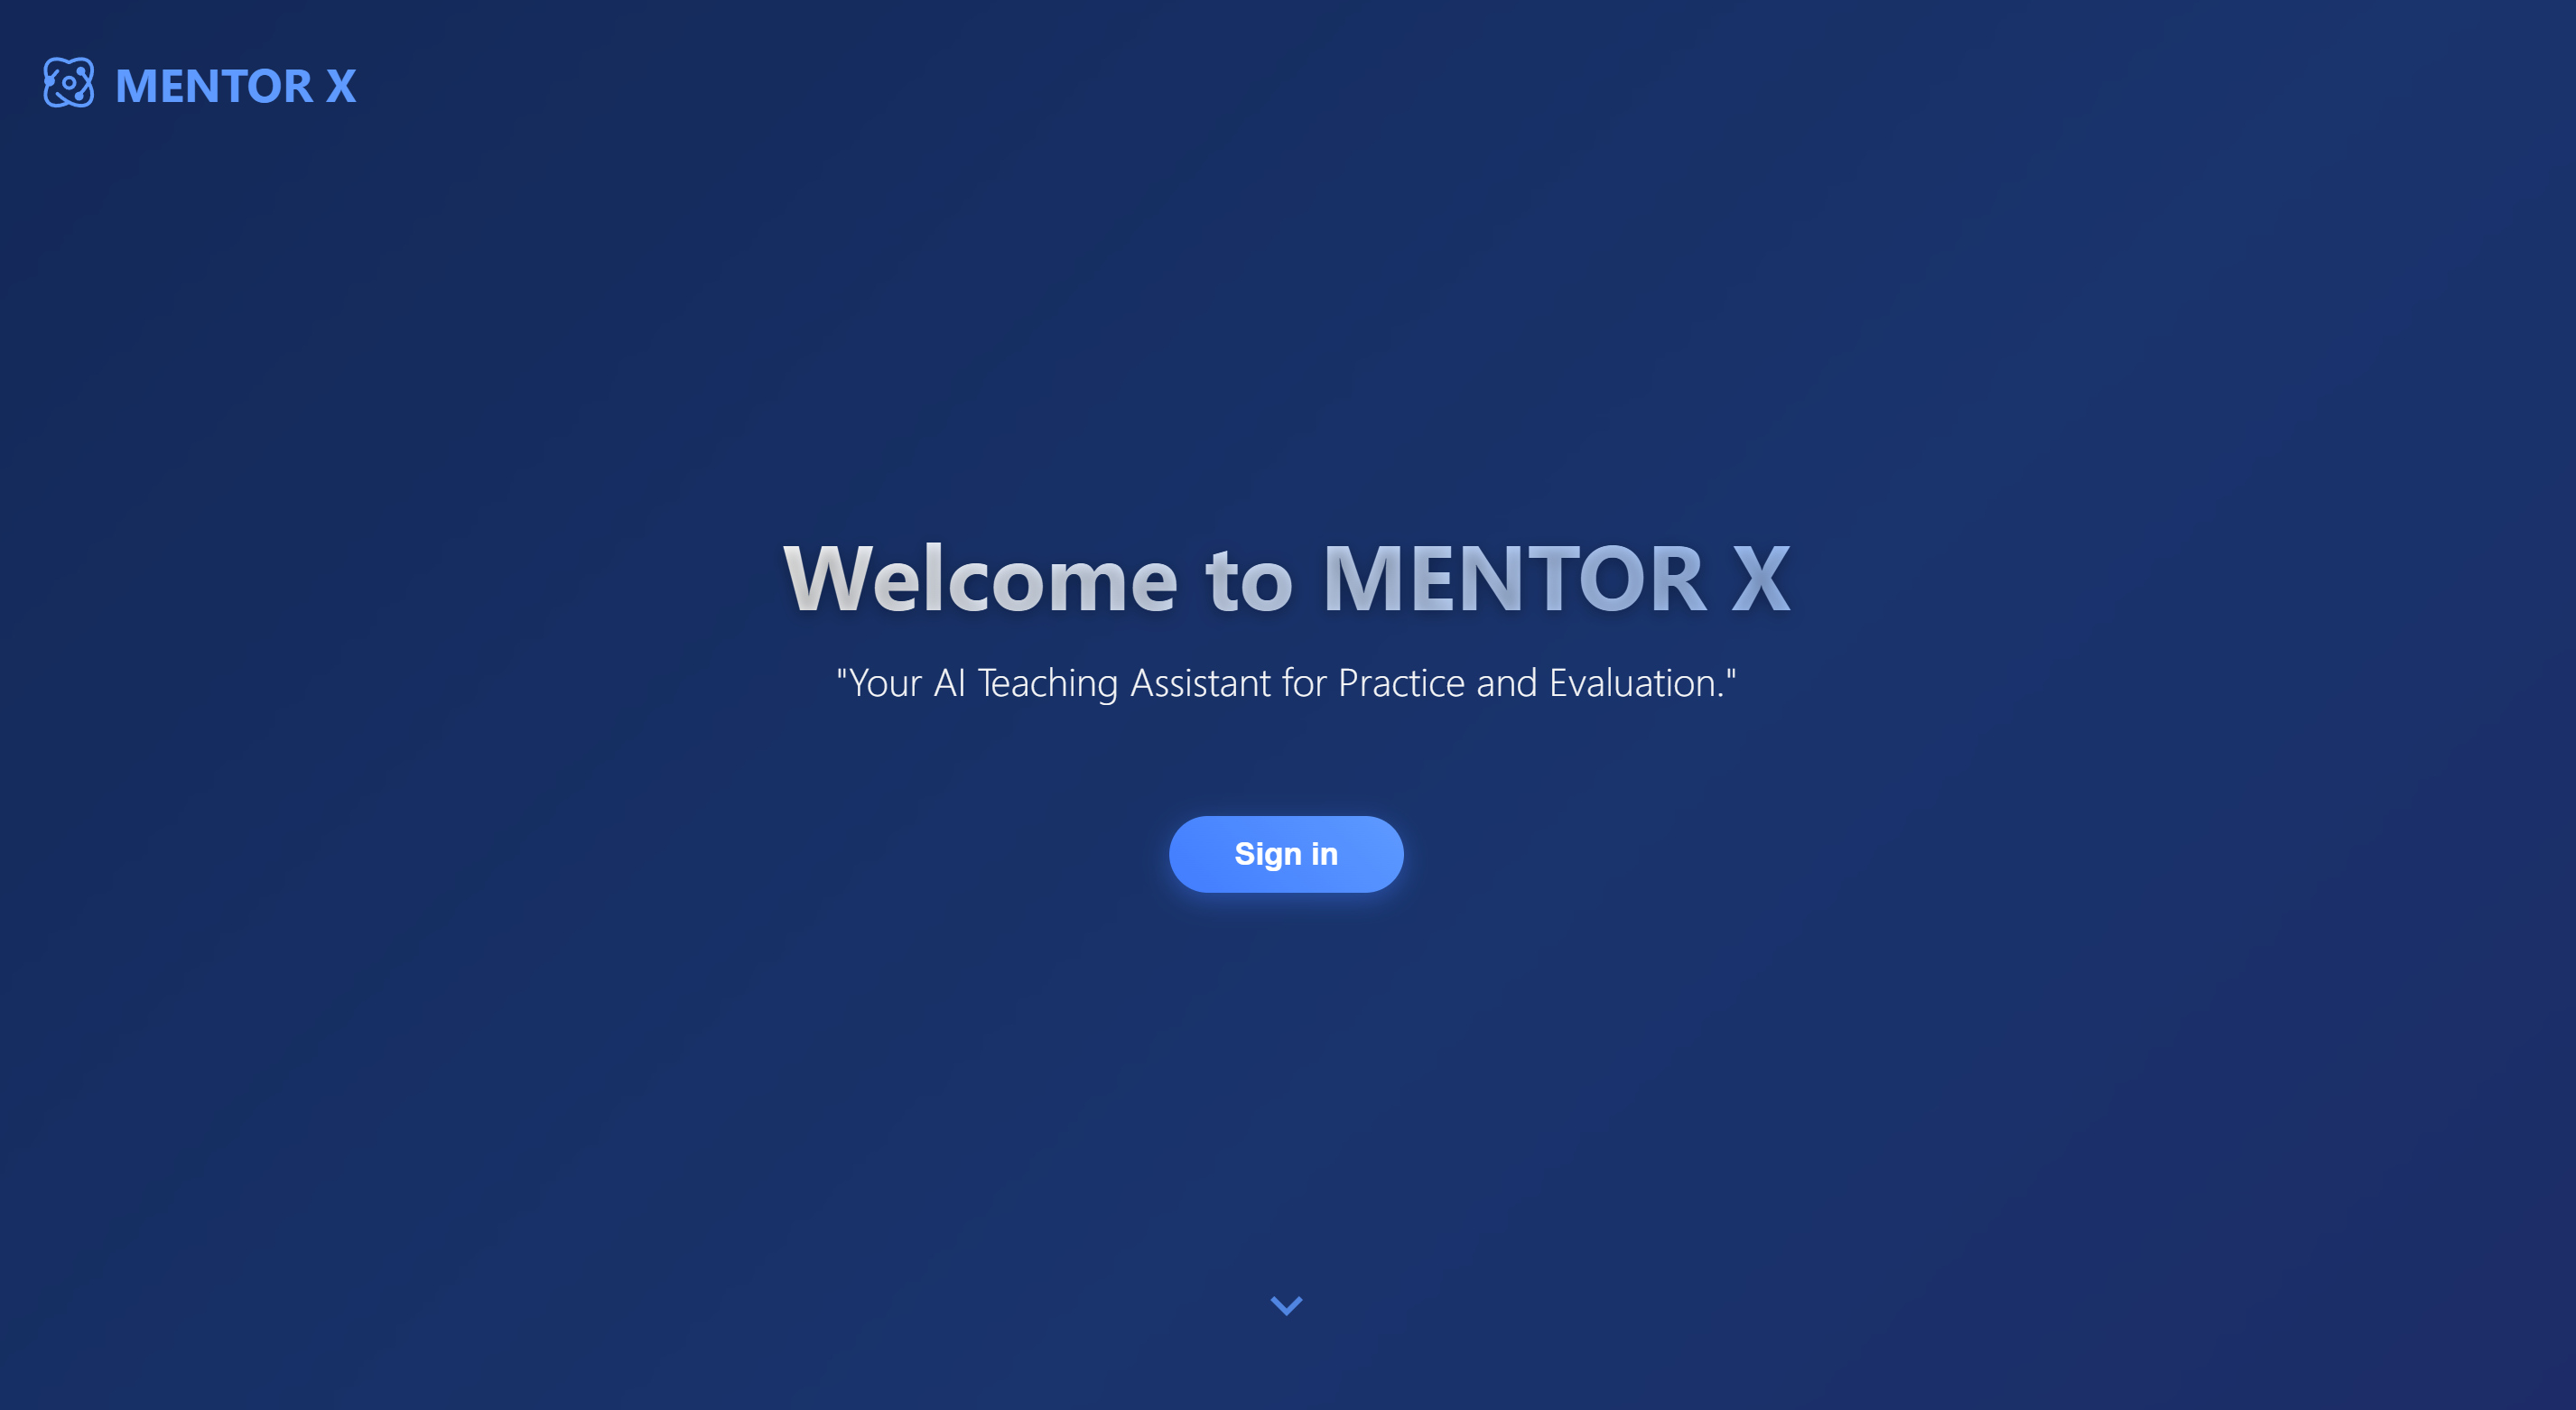 MENTOR X
Welcome to MENTOR X
"Your AI Teaching Assistant for Practice and Evaluation."
Sign in